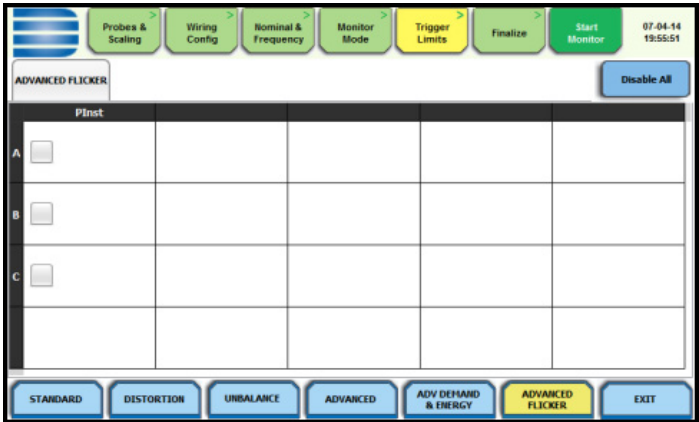 Probes &
Scaling
>
Wiring
Config
>
Nominal &
Frequency
>
Monitor
Mode
>
Trigger
Limits
>
Finalize
>
Start
Monitor
07-04-14
19:55:51
ADVANCED FLICKER
Disable All
PInst
A
B
C
STANDARD
DISTORTION
UNBALANCE
ADVANCED
ADV DEMAND
& ENERGY
ADVANCED
FLICKER
EXIT